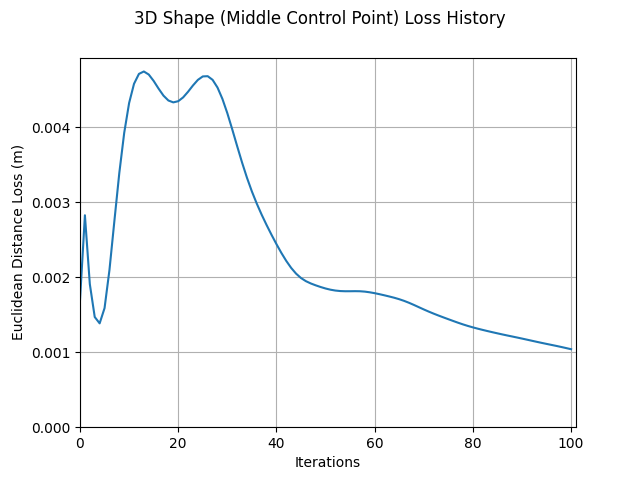 3D Shape (Middle Control Point) Loss History
Euclidean Distance Loss (m)
0.004
0.003
0.002
0.001
0.000
0 20 40 60 80 100
Iterations